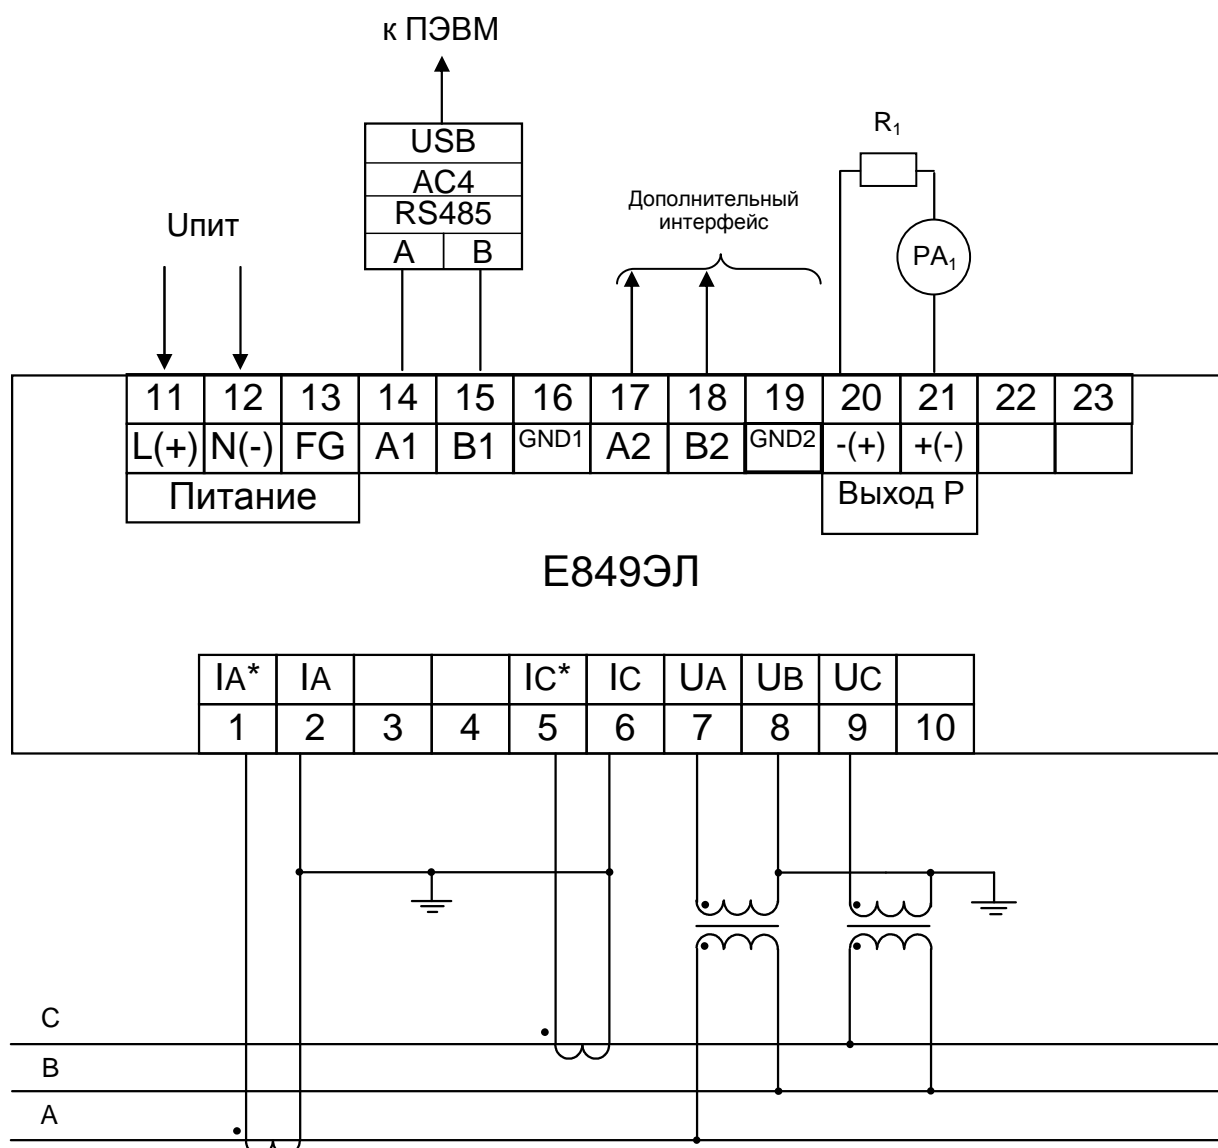 к ПЭВМ
USB
AC4
RS485
A B
R1
Дополнительный
интерфейс
Uпит
PA1
11 12 13 14 15 16 17 18 19 20 21 22 23
L(+) N(-) FG A1 B1 GND1 A2 B2 GND2 -(+) +(-)
Питание Выход Р
Е849ЭЛ
IA* IA IC* IC UA UB UC
1 2 3 4 5 6 7 8 9 10
C
B
A